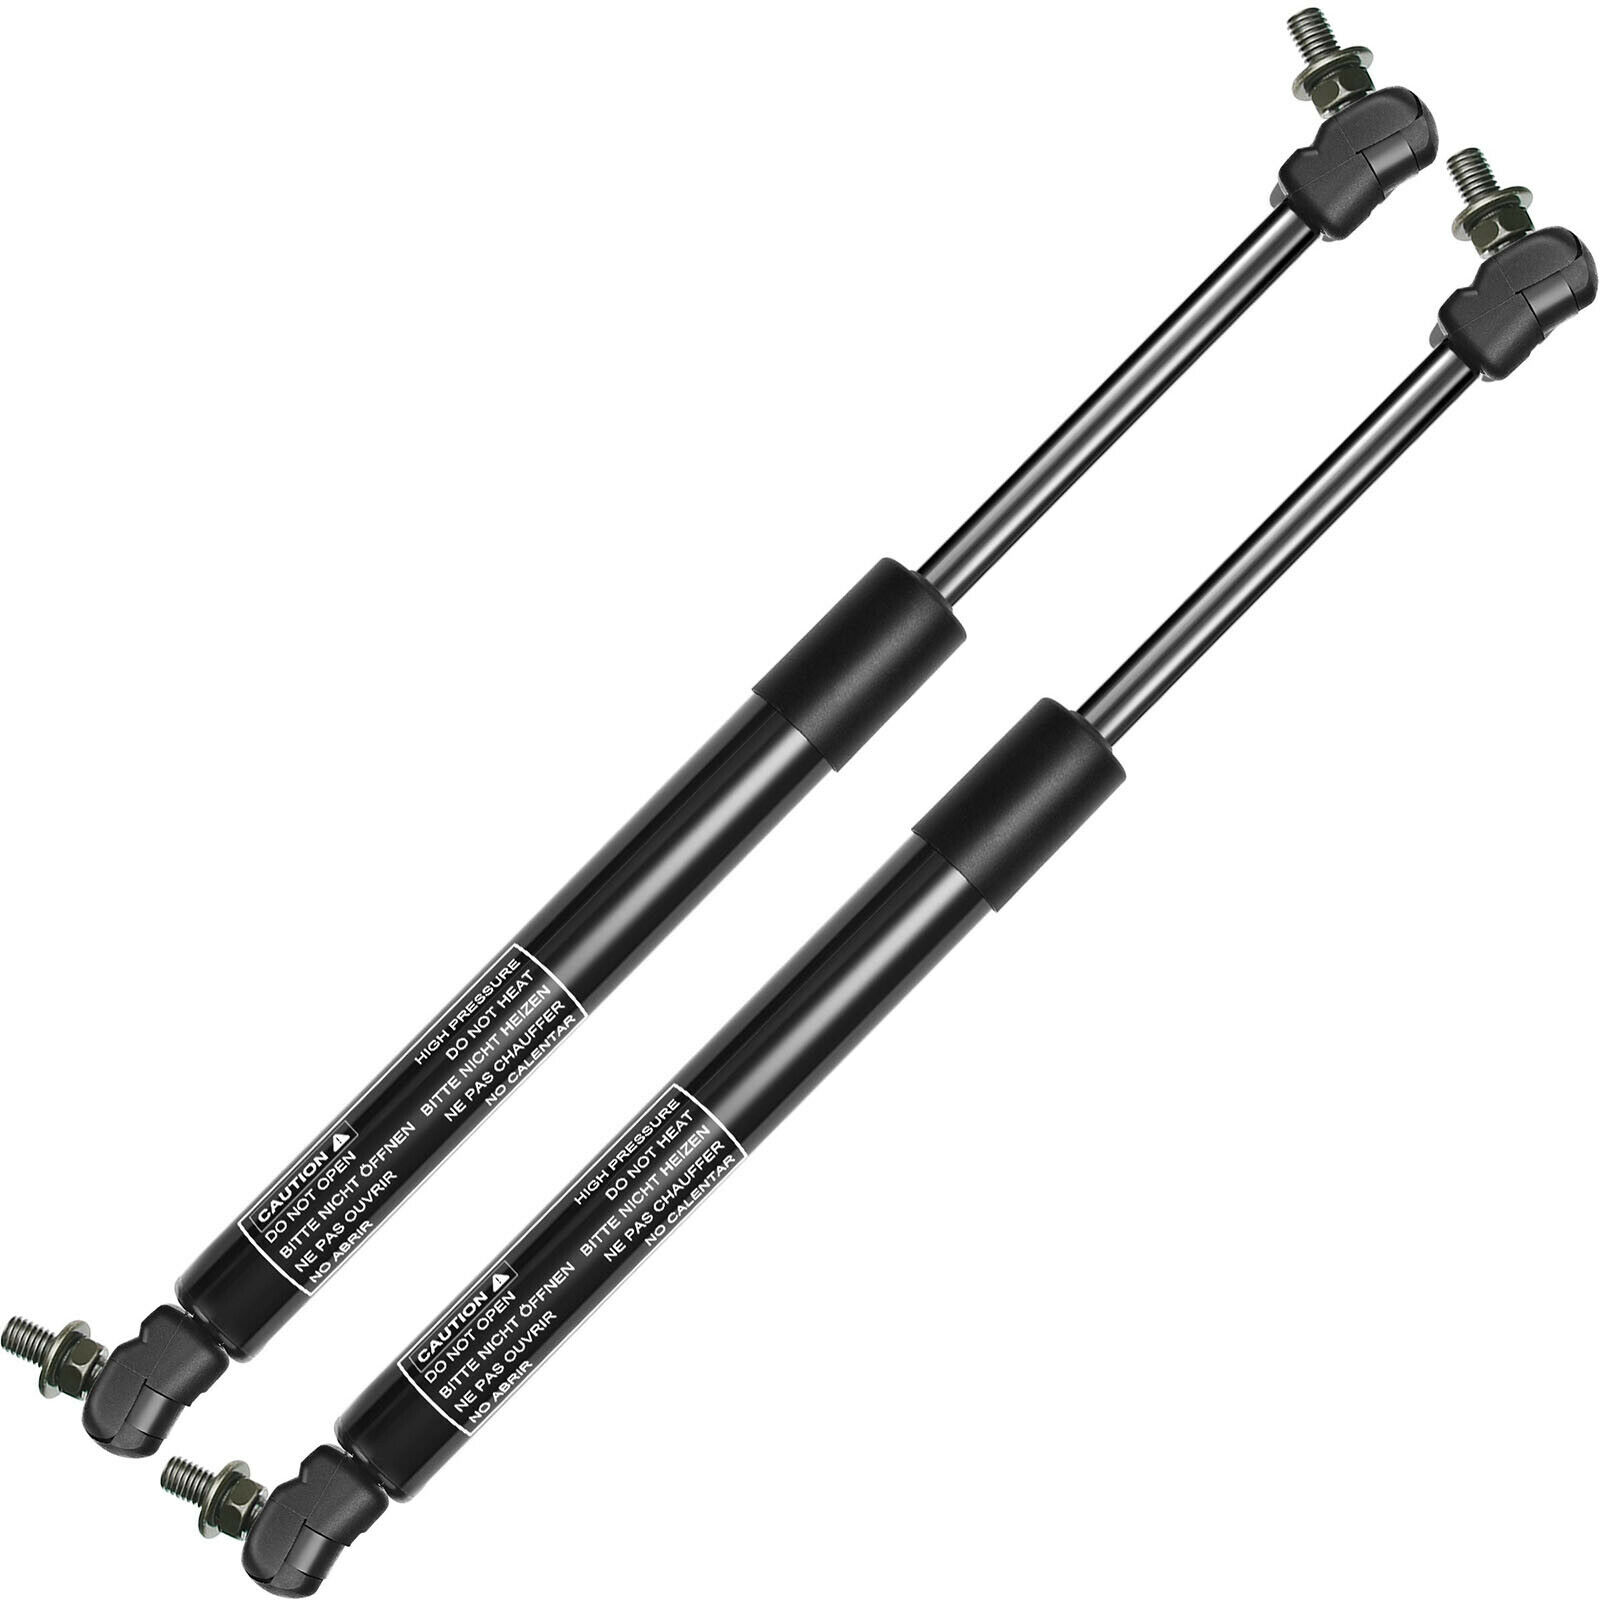 CAUTION
DO NOT OPEN
BITTE NICHT ÖFFNEN
NE PAS OUVRIR
NO ABRIR
HIGH PRESSURE
DO NOT HEAT
BITTE NICHT HEIZEN
NE PAS CHAUFFER
NO CALENTAR
CAUTION
DO NOT OPEN
BITTE NICHT ÖFFNEN
NE PAS OUVRIR
NO ABRIR
HIGH PRESSURE
DO NOT HEAT
BITTE NICHT HEIZEN
NE PAS CHAUFFER
NO CALENTAR